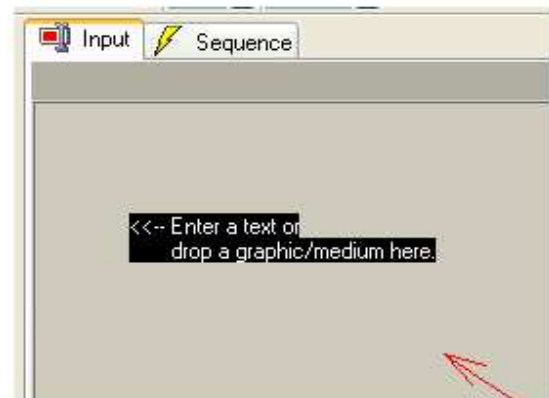 Input
Sequence
<<-- Enter a text or
drop a graphic/medium here.